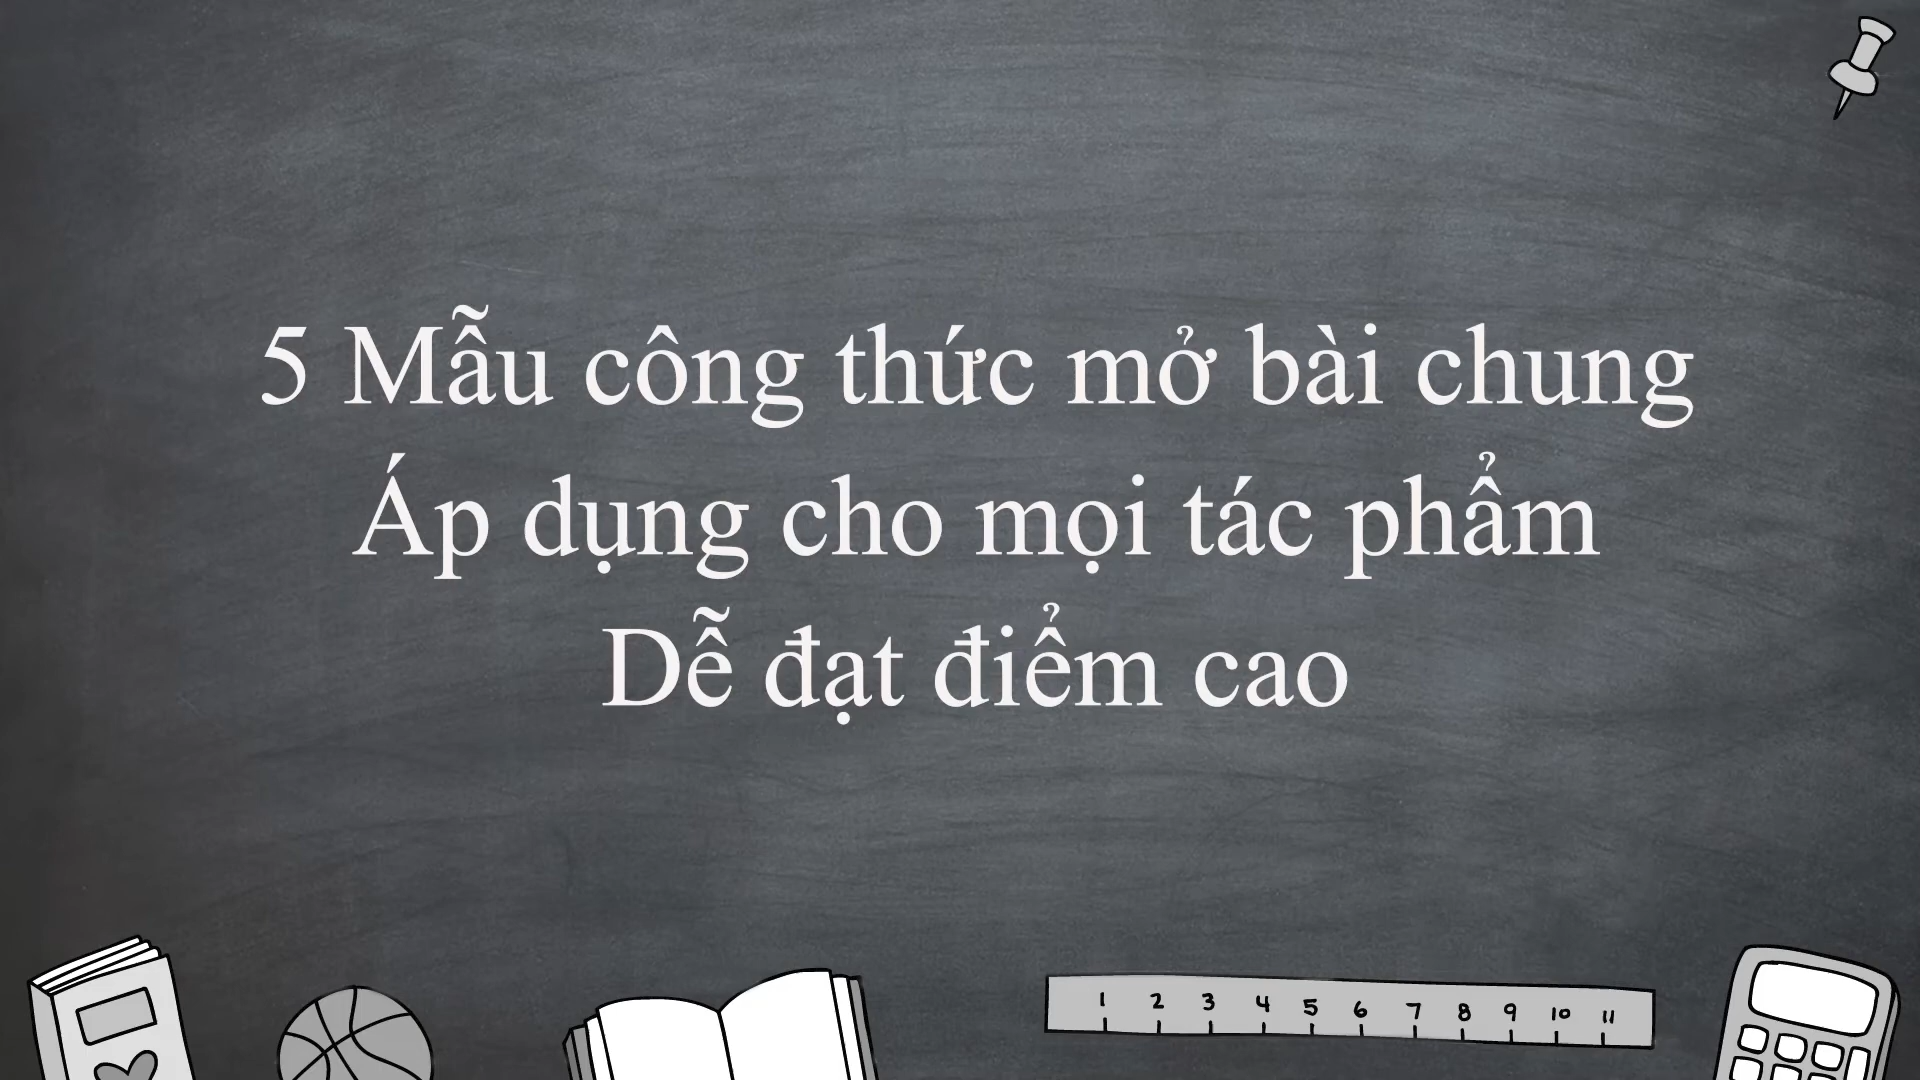 5 Mẫu công thức mở bài chung
Áp dụng cho mọi tác phẩm
Dễ đạt điểm cao
1 2 3 4 5 6 7 8 9 10 11